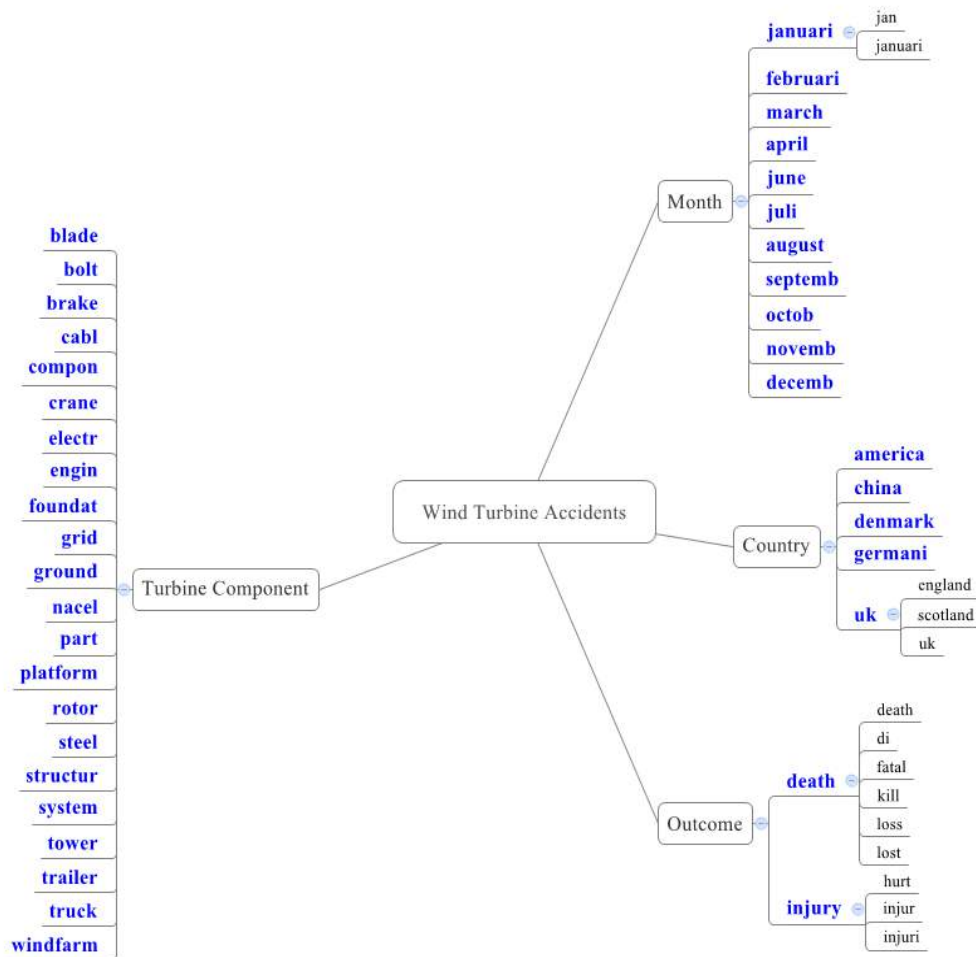 Wind Turbine Accidents
Month
januari
jan
januari
februari
march
april
june
juli
august
septemb
octob
novemb
decemb
Country
america
china
denmark
germani
uk
england
scotland
uk
Outcome
death
death
di
fatal
kill
loss
lost
injury
hurt
injur
injuri
Turbine Component
blade
bolt
brake
cabl
compon
crane
electr
engin
foundat
grid
ground
nacel
part
platform
rotor
steel
structur
system
tower
trailer
truck
windfarm